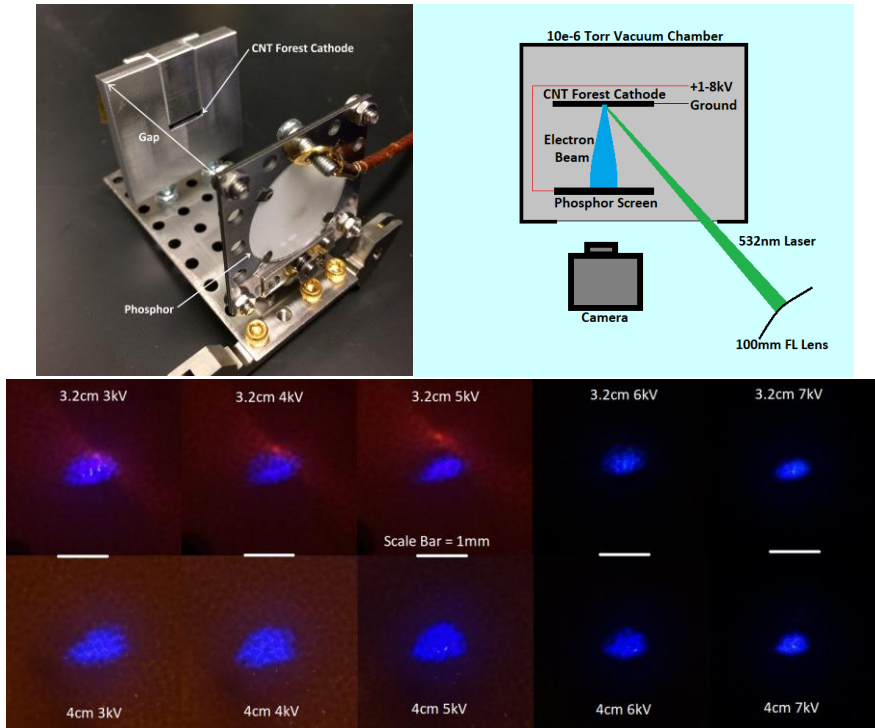 CNT Forest Cathode
Gap
Phosphor
10e-6 Torr Vacuum Chamber
+1-8kV
CNT Forest Cathode
Ground
Electron
Beam
Phosphor Screen
532nm Laser
Camera
100mm FL Lens
3.2cm 3kV
3.2cm 4kV
3.2cm 5kV
3.2cm 6kV
3.2cm 7kV
Scale Bar = 1mm
4cm 3kV
4cm 4kV
4cm 5kV
4cm 6kV
4cm 7kV